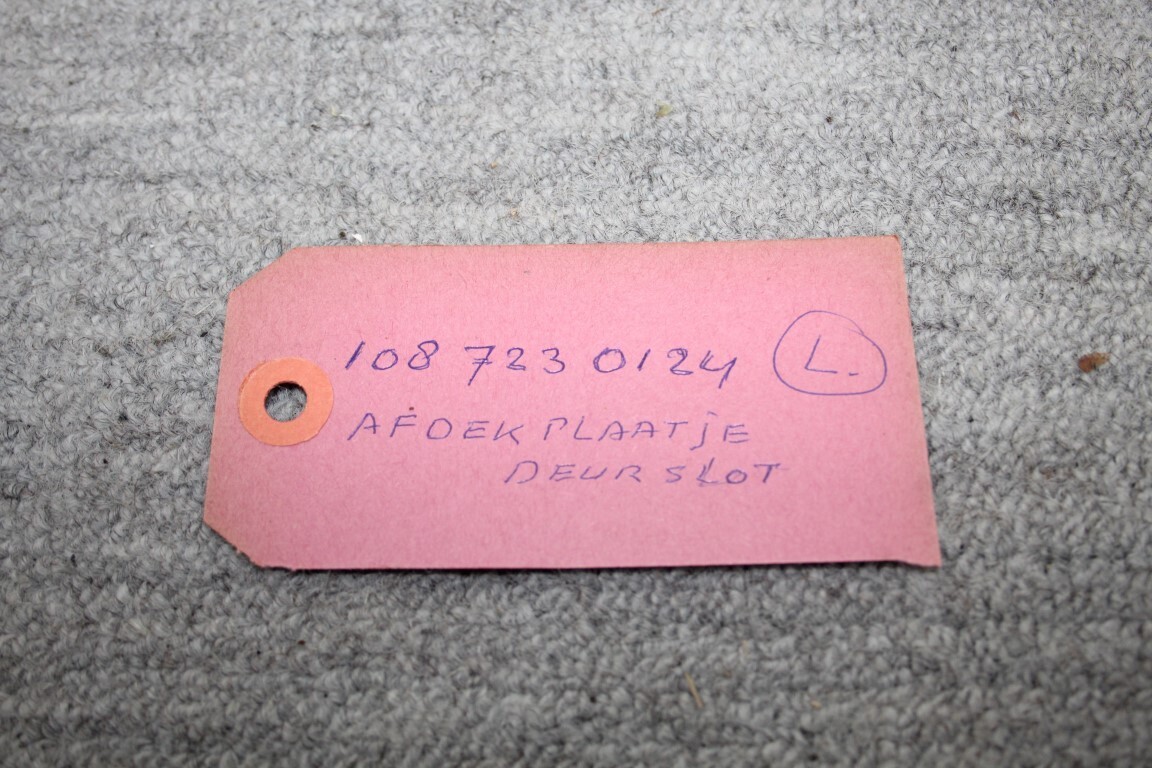 108 723 0124 L.
AFDEKPLAATjE
DEURSLOT